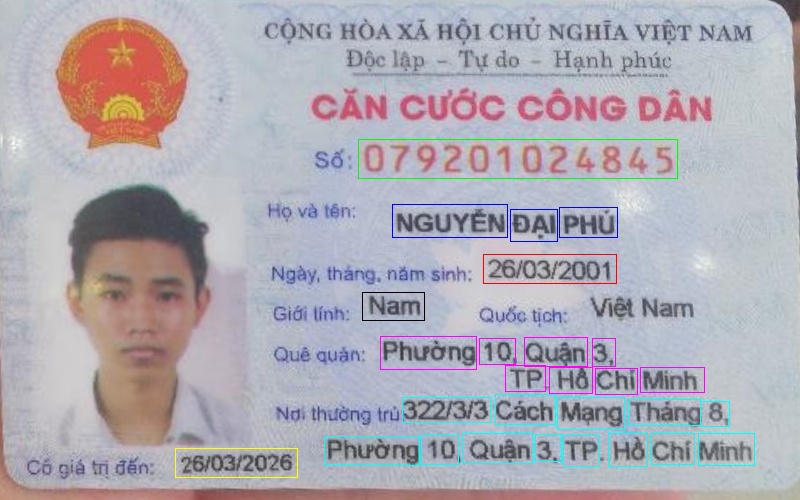 CỘNG HÒA XÃ HỘI CHỦ NGHĨA VIỆT NAM
Độc lập – Tự do – Hạnh phúc
CĂN CƯỚC CÔNG DÂN
Số: 079201024845
Họ và tên: NGUYỄN ĐẠI PHÚ
Ngày, tháng, năm sinh: 26/03/2001
Giới tính: Nam Quốc tịch: Việt Nam
Quê quán: Phường 10, Quận 3,
TP. Hồ Chí Minh
Nơi thường trú: 322/3/3 Cách Mạng Tháng 8,
Phường 10, Quận 3, TP. Hồ Chí Minh
Có giá trị đến: 26/03/2026